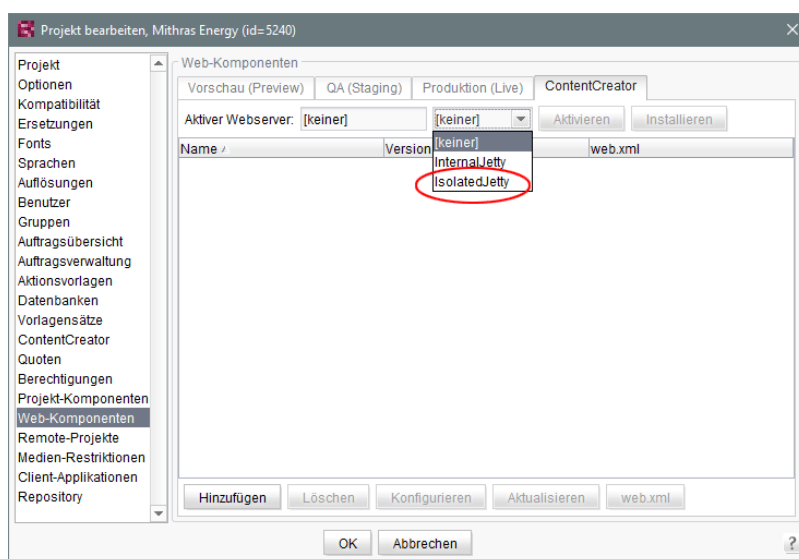 Projekt bearbeiten, Mithras Energy (id=5240)
Projekt
Optionen
Kompatibilität
Ersetzungen
Fonts
Sprachen
Auflösungen
Benutzer
Gruppen
Auftragsübersicht
Auftragsverwaltung
Aktionsvorlagen
Datenbanken
Vorlagensätze
ContentCreator
Quoten
Berechtigungen
Projekt-Komponenten
Web-Komponenten
Remote-Projekte
Medien-Restriktionen
Client-Applikationen
Repository
Web-Komponenten
Vorschau (Preview) QA (Staging) Produktion (Live) ContentCreator
Aktiver Webserver: [keiner] [keiner] Aktivieren Installieren
[keiner]
InternalJetty
IsolatedJetty
Name Version web.xml
Hinzufügen Löschen Konfigurieren Aktualisieren web.xml
OK Abbrechen ?